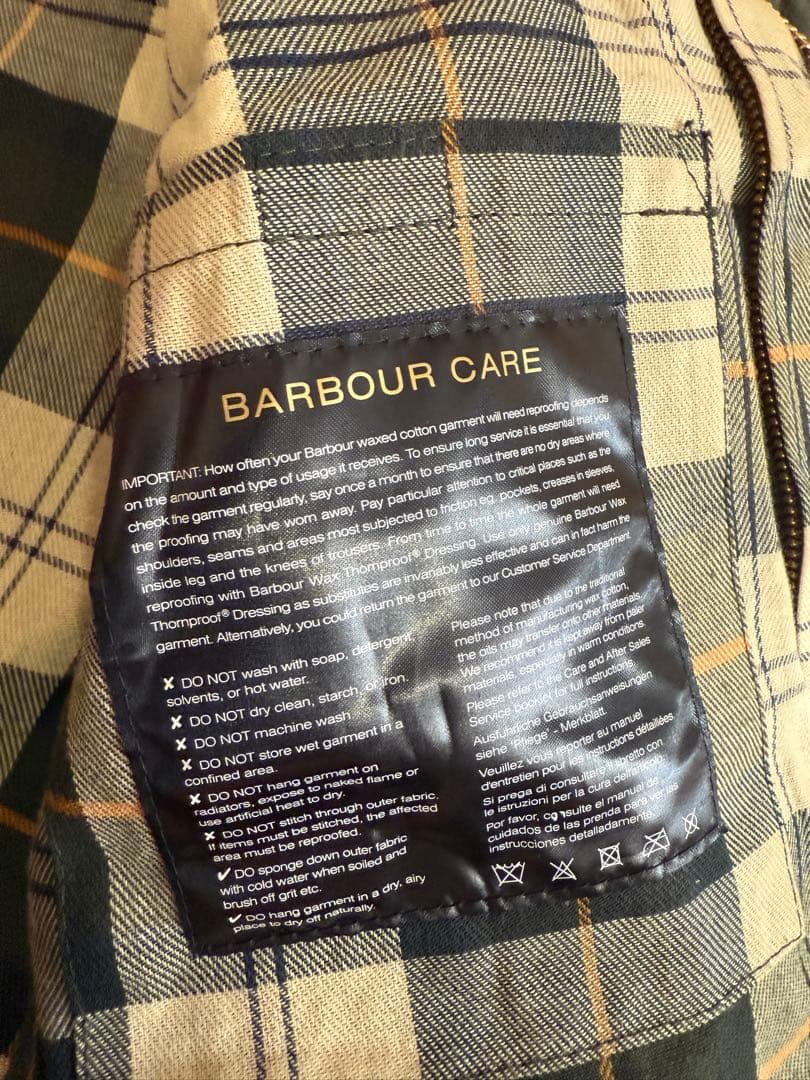 BARBOUR CARE
IMPORTANT: How often your Barbour waxed cotton garment will need reproofing depends
on the amount and type of usage it receives. To ensure long service it is essential that you
check the garment regularly, say once a month to ensure that there are no dry areas where
the proofing may have worn away. Pay particular attention to critical places such as the
shoulders, seams and areas most subjected to friction eg. pockets, creases in sleeves,
inside leg and the knees of trousers. From time to time the whole garment will need
reproofing with Barbour Wax Thornproof® Dressing. Use only genuine Barbour Wax
Thornproof® Dressing as substitutes are invariably less effective and can in fact harm the
garment. Alternatively, you could return the garment to our Customer Service Department
✘ DO NOT wash with soap, detergent,
solvents, or hot water.
✘ DO NOT dry clean, starch, or iron.
✘ DO NOT machine wash
✘ DO NOT store wet garment in a
confined area.
✘ DO NOT hang garment on
radiators, expose to naked flame or
use artificial heat to dry.
✘ DO NOT stitch through outer fabric.
If items must be stitched, the affected
area must be reproofed.
✔ DO sponge down outer fabric
with cold water when soiled and
brush off grit etc.
✔ DO hang garment in a dry, airy
place to dry off naturally.
Please note that due to the traditional
method of manufacturing wax cotton,
the oils may transfer onto other materials.
We recommend it is kept away from paler
materials, especially in warm conditions.
Please refer to the Care and After Sales
Service booklet for full instructions.
Ausführliche Gebrauchsanweisungen
siehe "Pflege" - Merkblatt.
Veuillez vous reporter au manuel
d'entretien pour les instructions détaillées
Si prega di consultare libretto con
le istruzioni per la cura dell'articolo.
Por favor, consulte el manual de
cuidados de las prenda para ver las
instrucciones detalladamente.